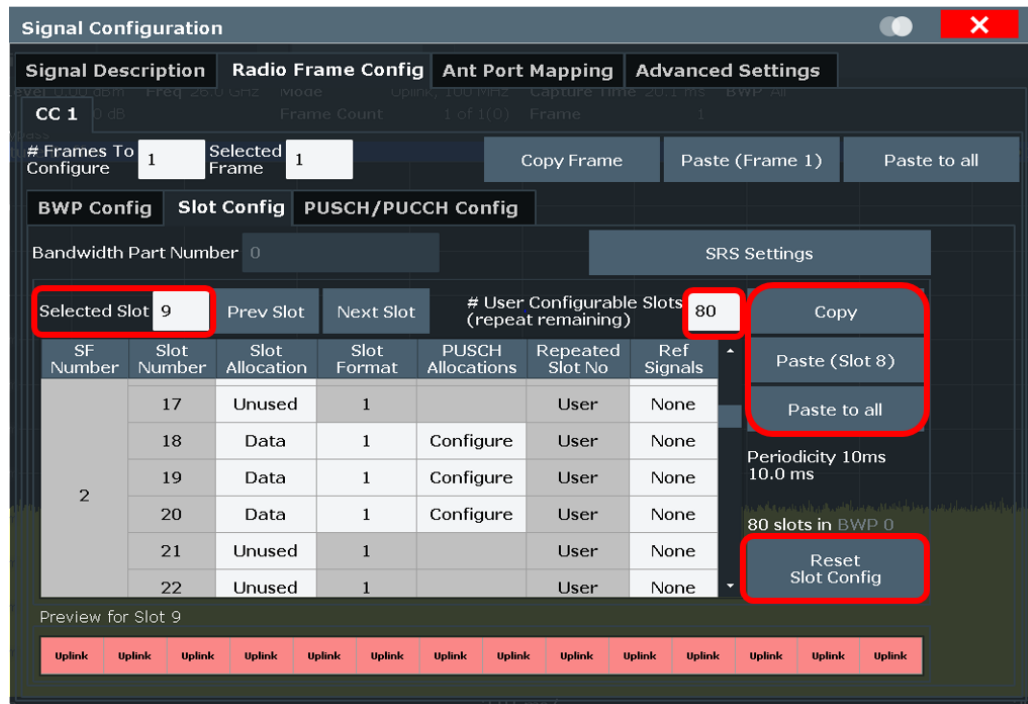 Signal Configuration
Signal Description Radio Frame Config Ant Port Mapping Advanced Settings
CC 1
# Frames To Configure 1 Selected Frame 1 Copy Frame Paste (Frame 1) Paste to all
BWP Config Slot Config PUSCH/PUCCH Config
Bandwidth Part Number 0 SRS Settings
Selected Slot 9 Prev Slot Next Slot # User Configurable Slots (repeat remaining) 80 Copy
SF Number Slot Number Slot Allocation Slot Format PUSCH Allocations Repeated Slot No Ref Signals
Paste (Slot 8)
17 Unused 1 User None
Paste to all
18 Data 1 Configure User None
Periodicity 10ms
10.0 ms
2
19 Data 1 Configure User None
20 Data 1 Configure User None
80 slots in BWP 0
21 Unused 1 User None
Reset
Slot Config
22 Unused 1 User None
Preview for Slot 9
Uplink Uplink Uplink Uplink Uplink Uplink Uplink Uplink Uplink Uplink Uplink Uplink Uplink Uplink